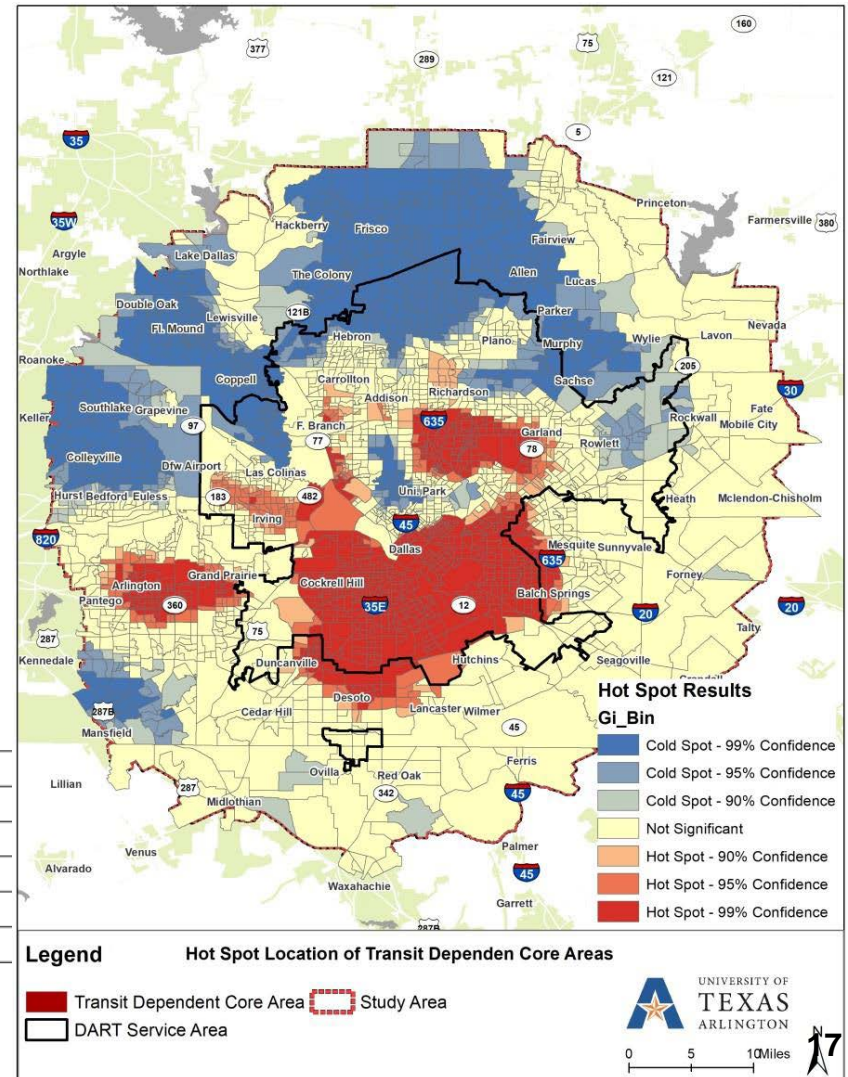 160
377
75
289
121
35
5
Princeton
35W
Farmersville 380
Hackberry
Frisco
Argyle
Fairview
Lake Dallas
Northlake
The Colony
Allen
Lucas
Double Oak
121B
Parker
Lewisville
Nevada
Fl. Mound
Hebron
Plano
Murphy
Wylie
Lavon
Roanoke
205
Coppell
Carrollton
Richardson
Sachse
30
Addison
Keller
Southlake
Grapevine
Fate
Rockwall
97
F. Branch
635
Garland
Mobile City
77
78
Rowlett
Colleyville
Dfw Airport
Las Colinas
183
482
Uni. Park
Heath
Mclendon-Chisholm
Hurst Bedford Euless
Irving
45
820
Dallas
Mesquite Sunnyvale
635
Arlington
Grand Prairie
Forney
Cockrell Hill
Balch Springs
Pantego
360
35E
12
20
20
75
Talty
287
Kennedale
Duncanville
Hutchins
Seagoville
Crandall
Hot Spot Results
Desoto
Gi_Bin
287B
Cedar Hill
Lancaster Wilmer
Mansfield
45
Cold Spot - 99% Confidence
Ferris
Cold Spot - 95% Confidence
Ovilla
Red Oak
Lillian
287
342
45
Cold Spot - 90% Confidence
Midlothian
Not Significant
Venus
Palmer
Hot Spot - 90% Confidence
Alvarado
45
Waxahachie
Hot Spot - 95% Confidence
Garrett
Hot Spot - 99% Confidence
287B
Legend
Hot Spot Location of Transit Dependen Core Areas
Transit Dependent Core Area
Study Area
DART Service Area
UNIVERSITY OF
TEXAS
ARLINGTON
N
0 5 10 Miles
17